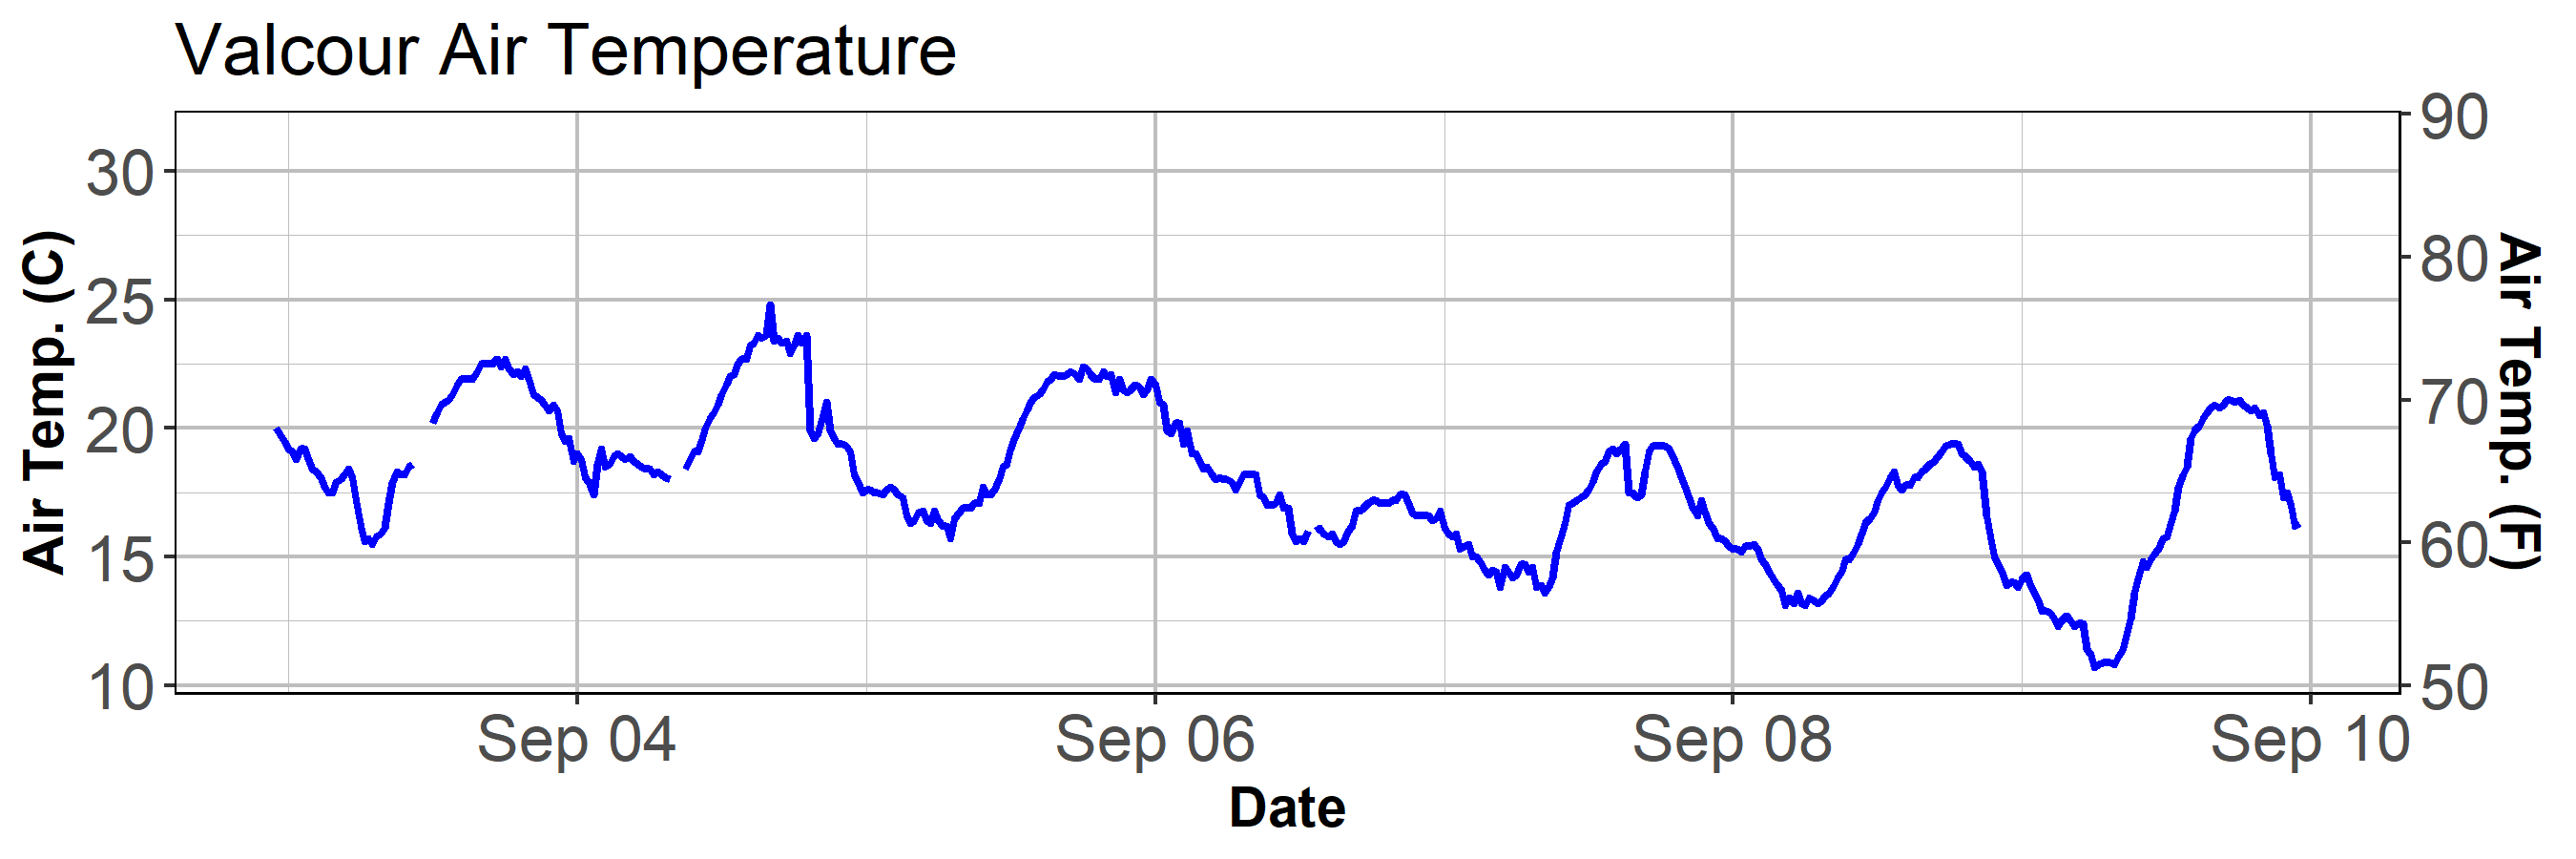 Valcour Air Temperature
Air Temp. (C)
30
25
20
15
10
90
80
70
60
50
Air Temp. (F)
Sep 04
Sep 06
Sep 08
Sep 10
Date